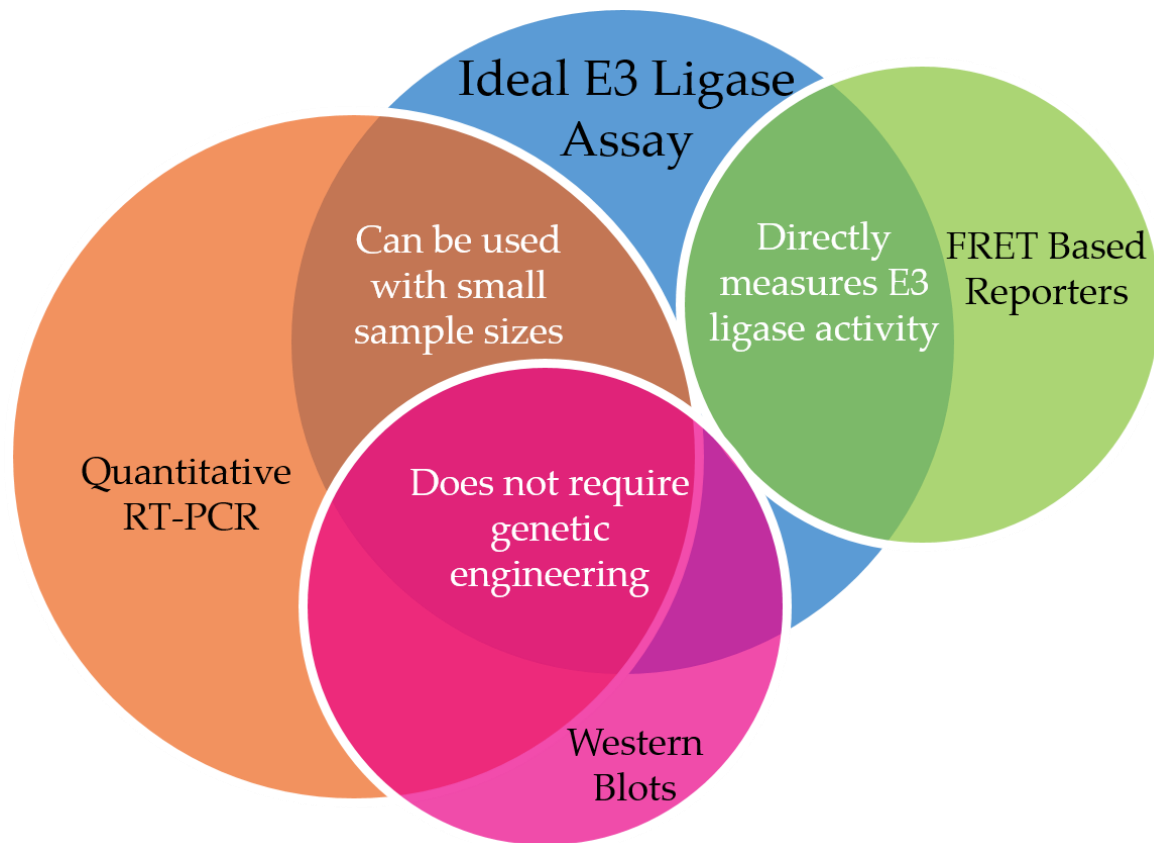 Ideal E3 Ligase
Assay
Can be used
with small
sample sizes
Directly
measures E3
ligase activity
FRET Based
Reporters
Quantitative
RT-PCR
Does not require
genetic
engineering
Western
Blots